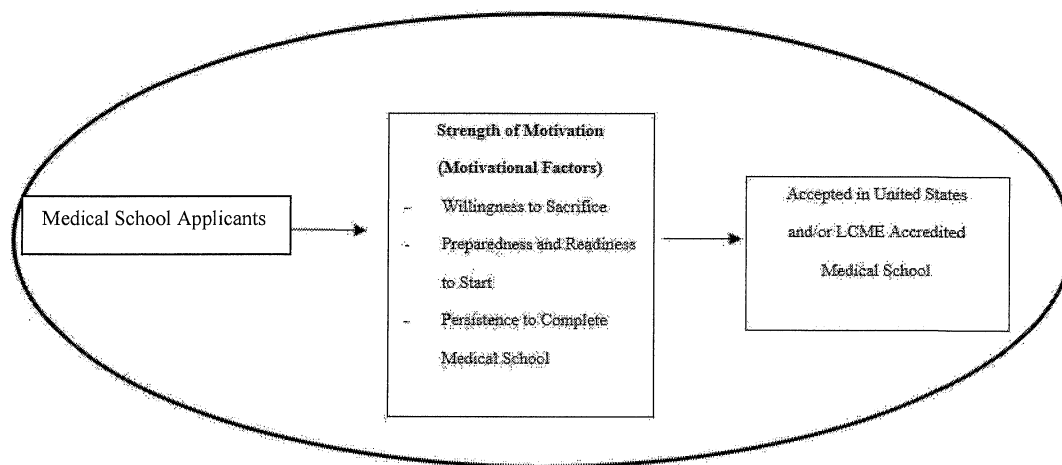 Medical School Applicants
Strength of Motivation
(Motivational Factors)
- Willingness to Sacrifice
- Preparedness and Readiness
to Start
- Persistence to Complete
Medical School
Accepted in United States
and/or LCME Accredited
Medical School